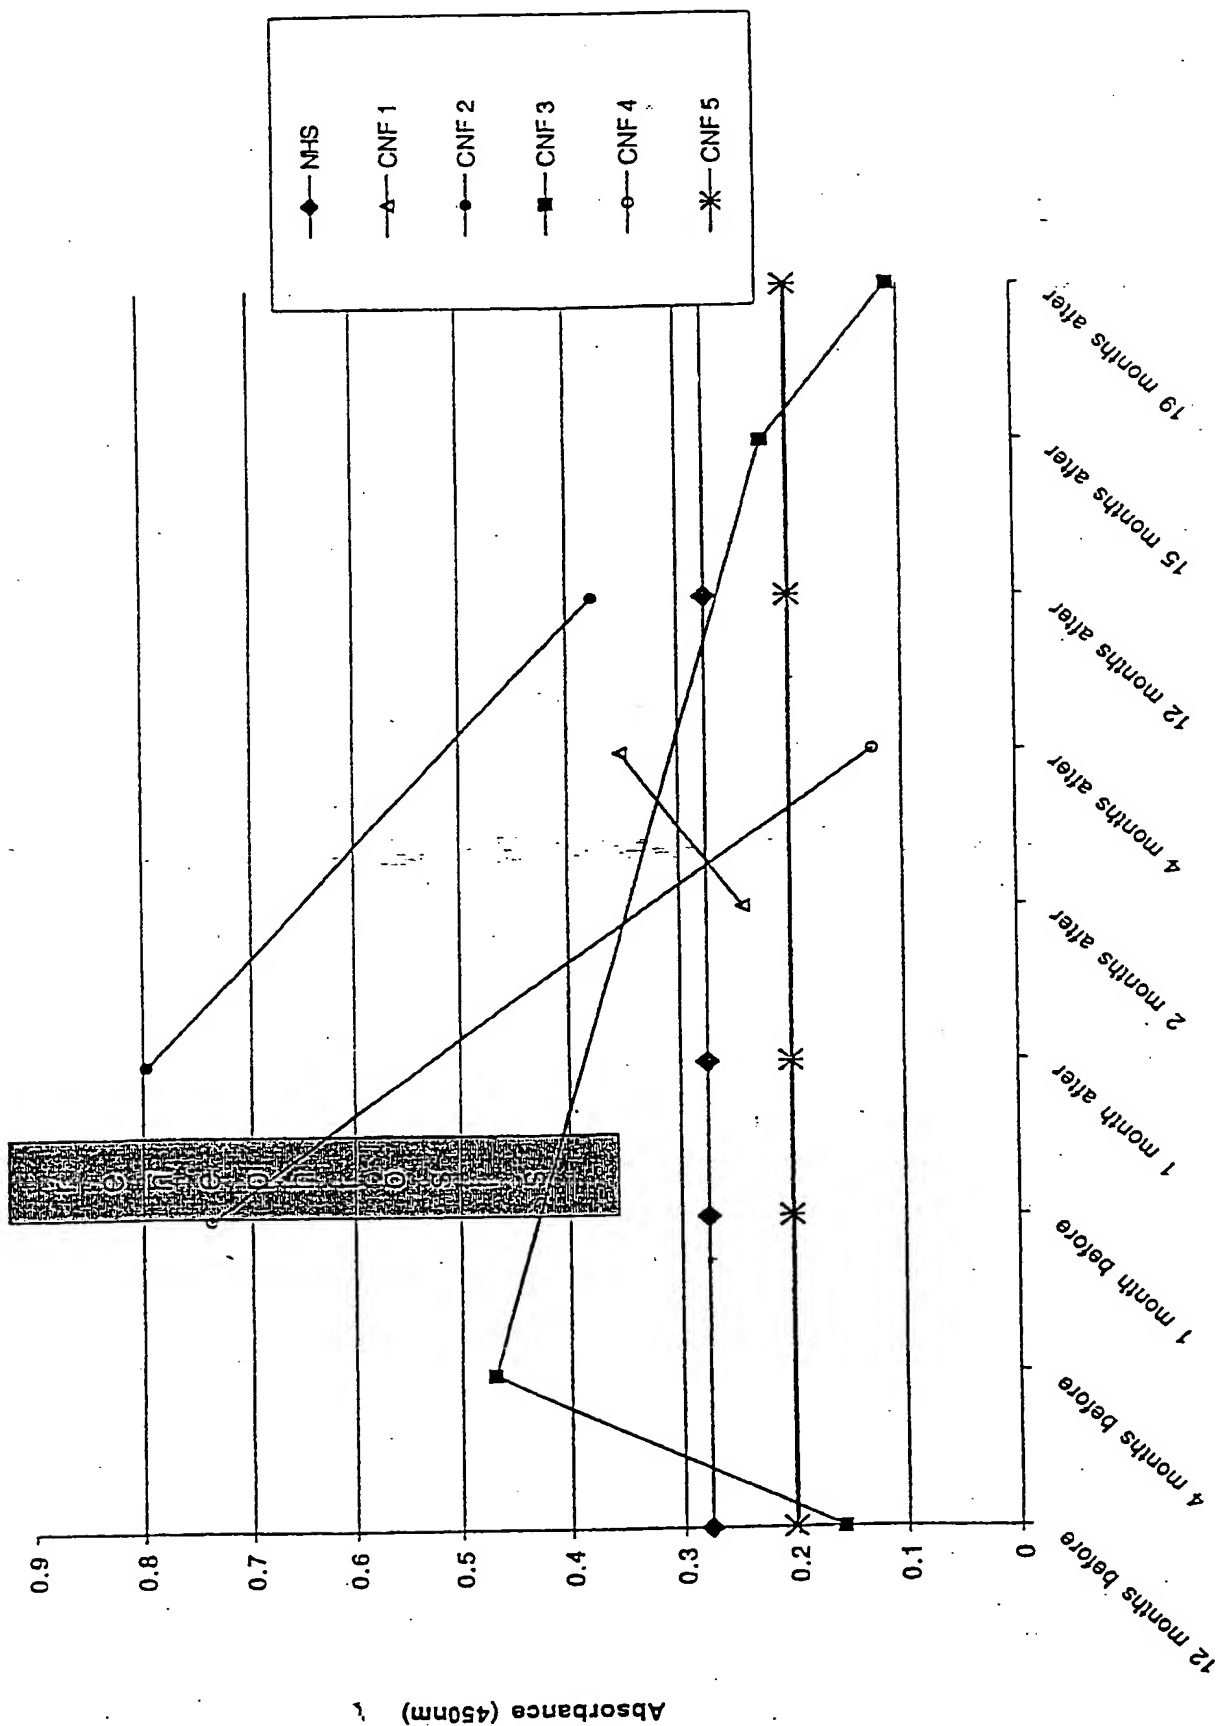 Absorbance (450nm)
0.9
0.8
0.7
0.6
0.5
0.4
0.3
0.2
0.1
0
12 months before
4 months before
1 month before
1 month after
2 months after
4 months after
12 months after
15 months after
19 months after
NHS
CNF 1
CNF 2
CNF 3
CNF 4
CNF 5